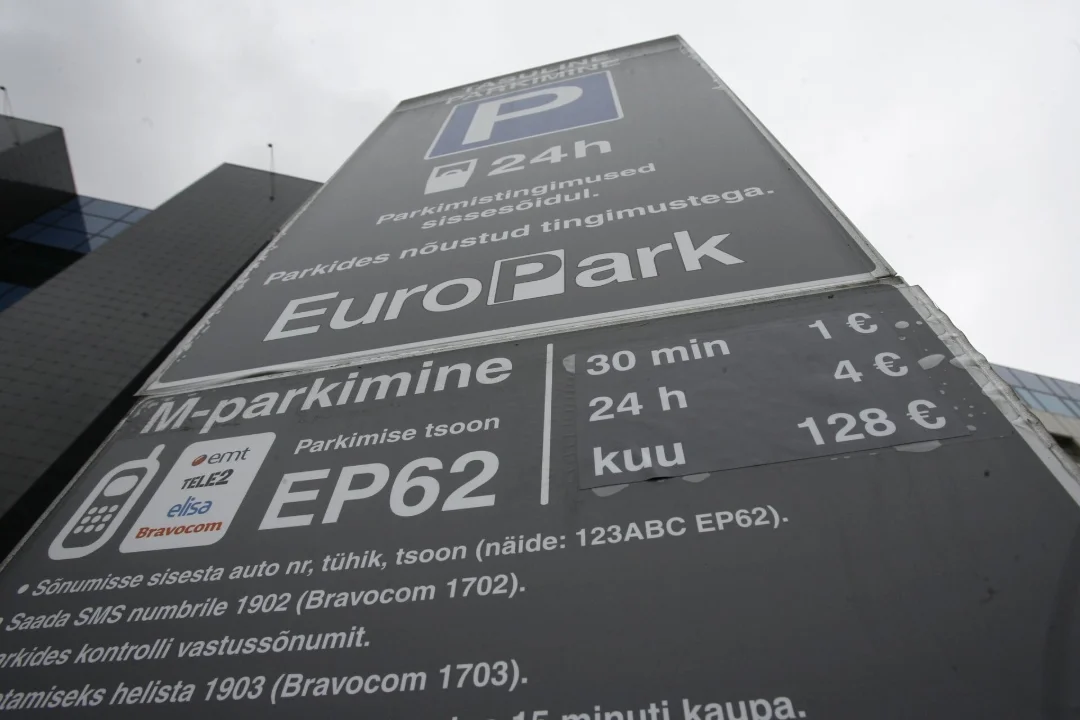 TASULINE
PARKIMINE
P
24h
Parkimistingimused
sissesõidul.
Parkides nõustud tingimustega.
EuroPark
M-parkimine
emt
TELE2
elisa
Bravocom
Parkimise tsoon
EP62
30 min 1 €
24 h 4 €
kuu 128 €
• Sõnumisse sisesta auto nr, tühik, tsoon (näide: 123ABC EP62).
Saada SMS numbrile 1902 (Bravocom 1702).
kontrolli vastussõnumit.
helista 1903 (Bravocom 1703).
15 minuti kaupa.